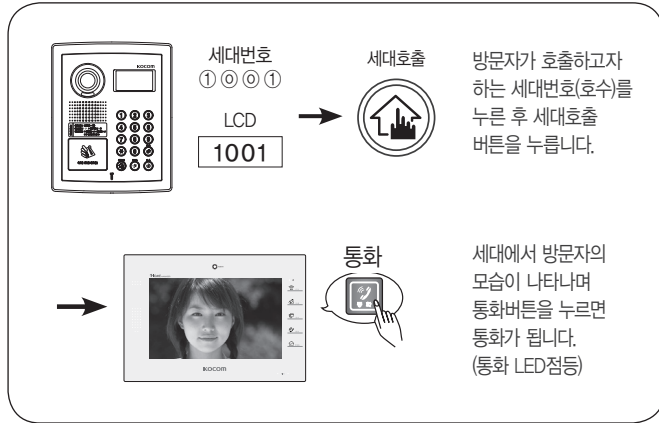 KOCOM
세대번호
① ⓪ ⓪ ①
LCD
1001
세대호출
방문자가 호출하고자
하는 세대번호(호수)를
누른 후 세대호출
버튼을 누릅니다.
KOCOM
통화
세대에서 방문자의
모습이 나타나며
통화버튼을 누르면
통화가 됩니다.
(통화 LED점등)